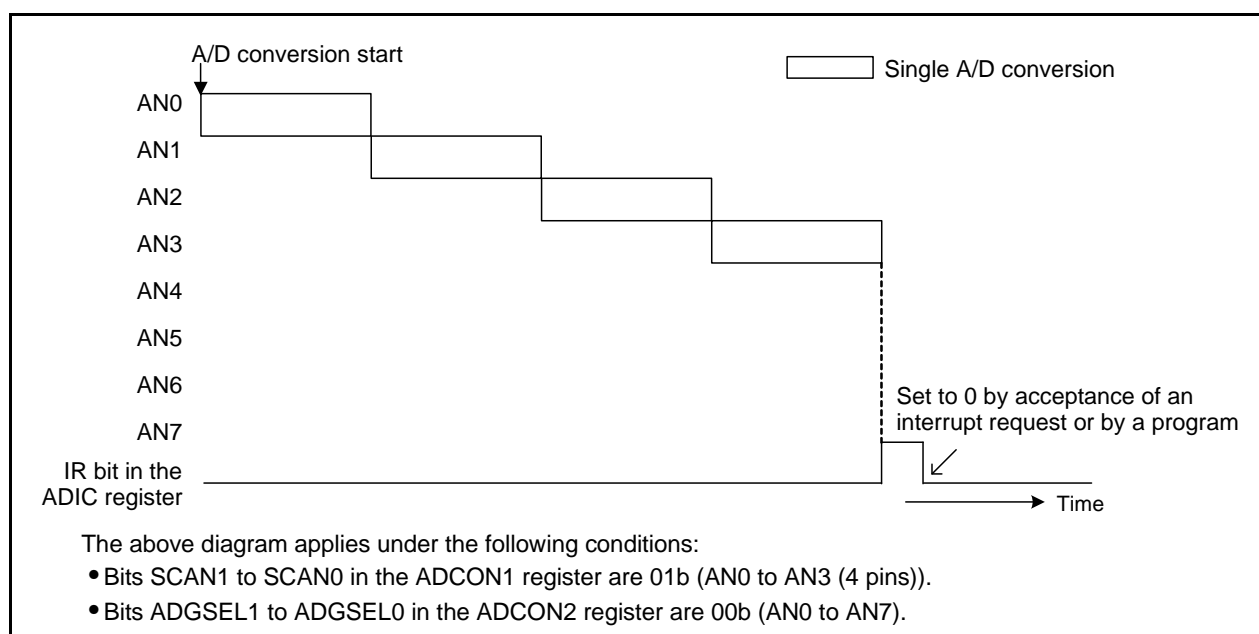 A/D conversion start
Single A/D conversion
AN0
AN1
AN2
AN3
AN4
AN5
AN6
AN7
Set to 0 by acceptance of an
interrupt request or by a program
IR bit in the
ADIC register
Time
The above diagram applies under the following conditions:
• Bits SCAN1 to SCAN0 in the ADCON1 register are 01b (AN0 to AN3 (4 pins)).
• Bits ADGSEL1 to ADGSEL0 in the ADCON2 register are 00b (AN0 to AN7).